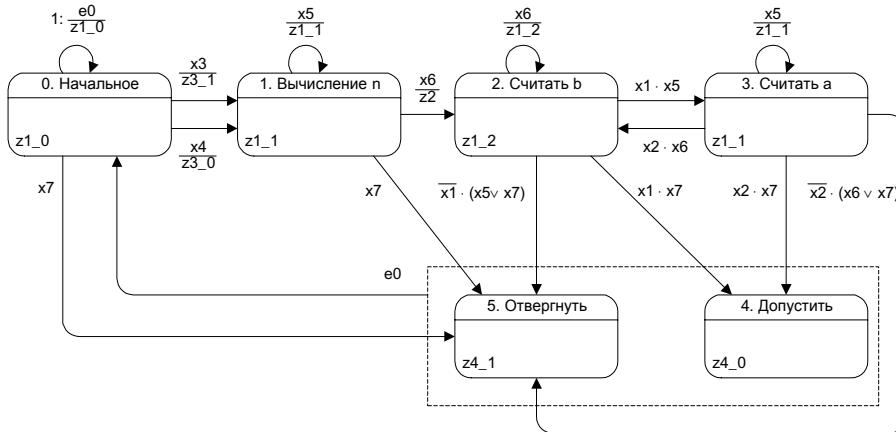 1: e0
z1_0
x5
z1_1
x6
z1_2
x5
z1_1
0. Начальное
z1_0
x3
z3_1
x4
z3_0
1. Вычисление n
z1_1
x6
z2
2. Считать b
z1_2
x1 · x5
x2 · x6
3. Считать a
z1_1
x7
x7
x1 · (x5∨ x7)
x1 · x7
x2 · x7
x2 · (x6 ∨ x7)
e0
5. Отвергнуть
z4_1
4. Допустить
z4_0